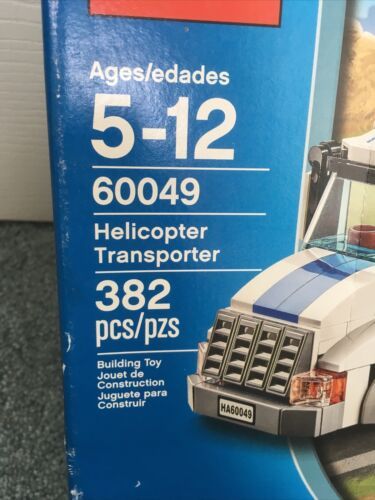 Ages/edades
5-12
60049
Helicopter
Transporter
382
pcs/pzs
Building Toy
Jouet de
Construction
Juguete para
Construir
HA60049